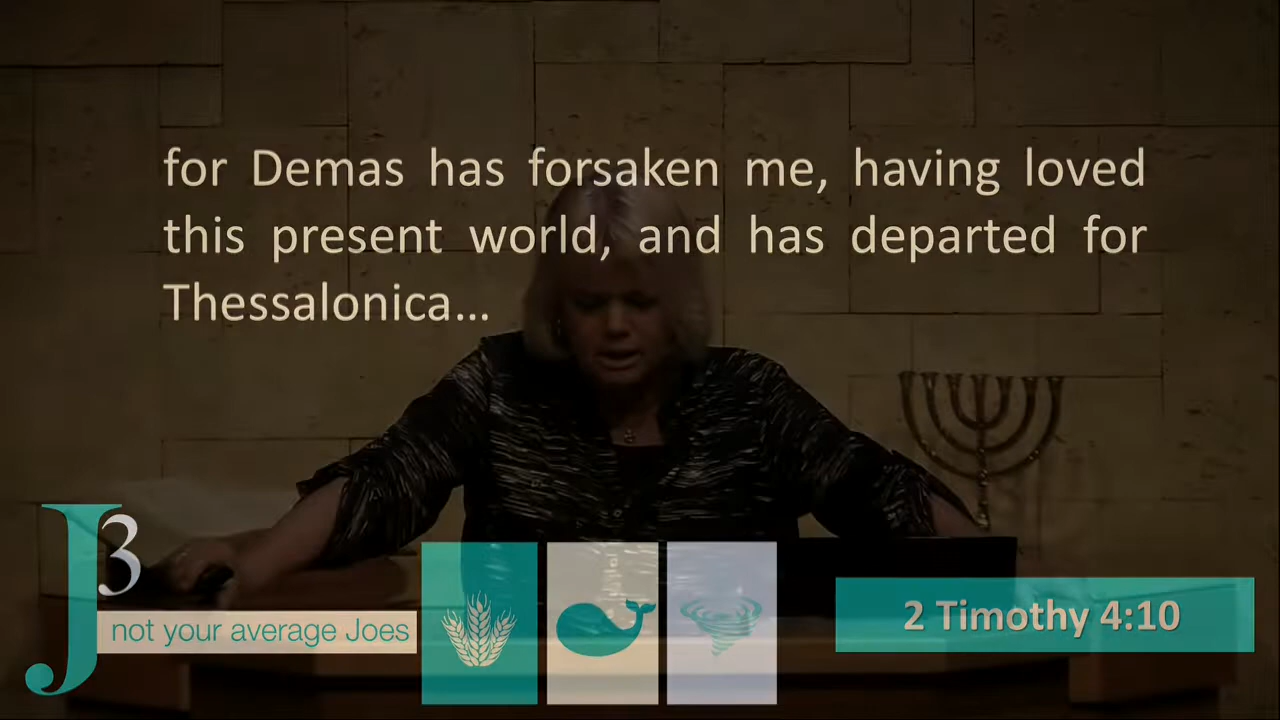 for Demas has forsaken me, having loved
this present world, and has departed for
Thessalonica…
J3
not your average Joes
2 Timothy 4:10